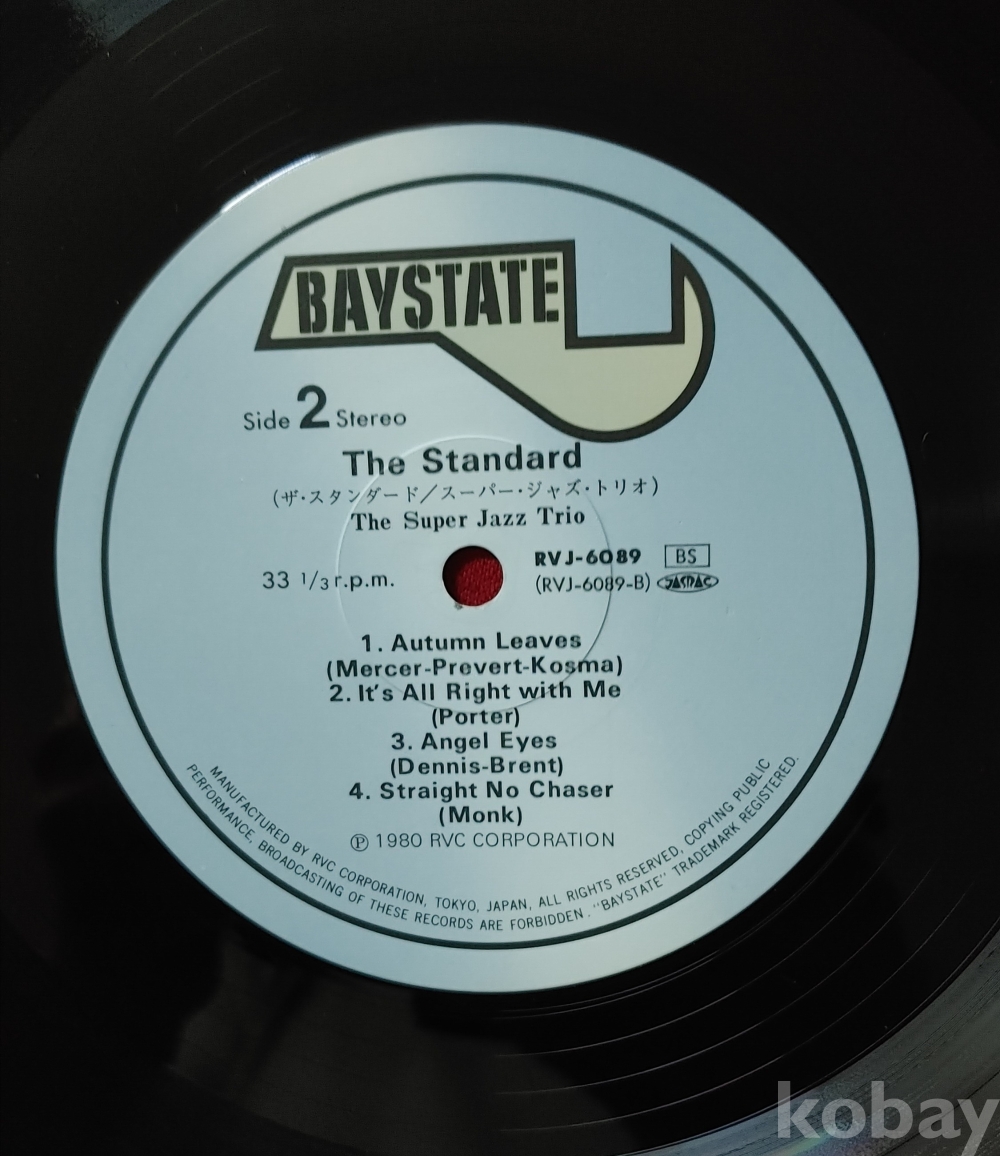 BAYSTATE
Side 2 Stereo
The Standard
(ザ・スタンダード／スーパー・ジャズ・トリオ)
The Super Jazz Trio
RVJ-6089 BS
33 1/3 r.p.m. (RVJ-6089-B) JASRAC
1. Autumn Leaves
(Mercer-Prevert-Kosma)
2. It's All Right with Me
(Porter)
3. Angel Eyes
(Dennis-Brent)
4. Straight No Chaser
(Monk)
Ⓟ 1980 RVC CORPORATION
MANUFACTURED BY RVC CORPORATION, TOKYO, JAPAN, ALL RIGHTS RESERVED, COPYING PUBLIC
PERFORMANCE, BROADCASTING OF THESE RECORDS ARE FORBIDDEN. "BAYSTATE" TRADEMARK REGISTERED.
kobay